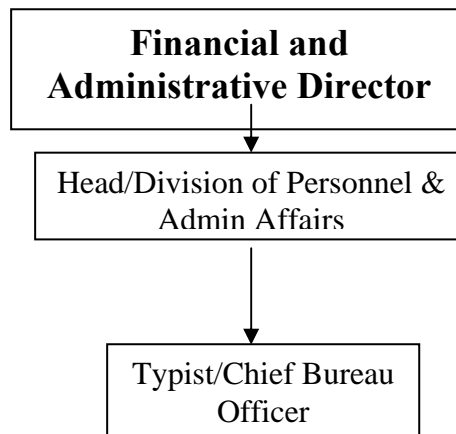 Financial and
Administrative Director
Head/Division of Personnel &
Admin Affairs
Typist/Chief Bureau
Officer